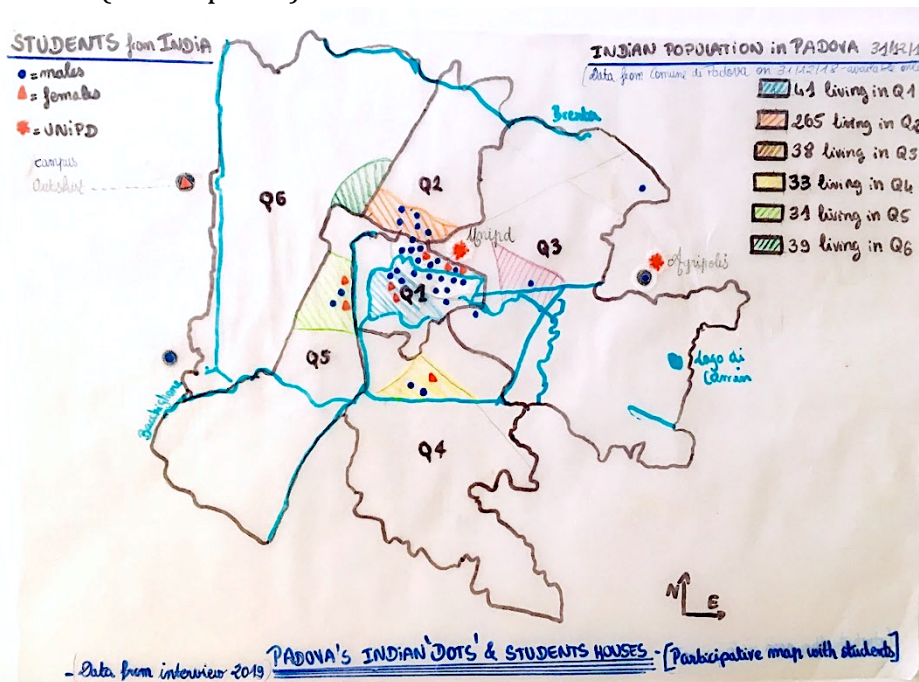 STUDENTS from INDIA
= males
= females
= UNIPD
campus
INDIAN POPULATION in PADOVA 31/12/1
(Data from Comune di Padova on 31/12/18 - available
41 living in Q1
265 living in Q2
38 living in Q3
33 living in Q4
31 living in Q5
39 living in Q6
Brenta
Q6
Q2
Unipd
Q3
Agripolis
Q1
Q5
Lago di
Bacchiglione
Q4
N
E
- (Data from interview 2019) PADOVA'S INDIAN 'DOTS' & STUDENTS HOUSES - [Participative map with students]